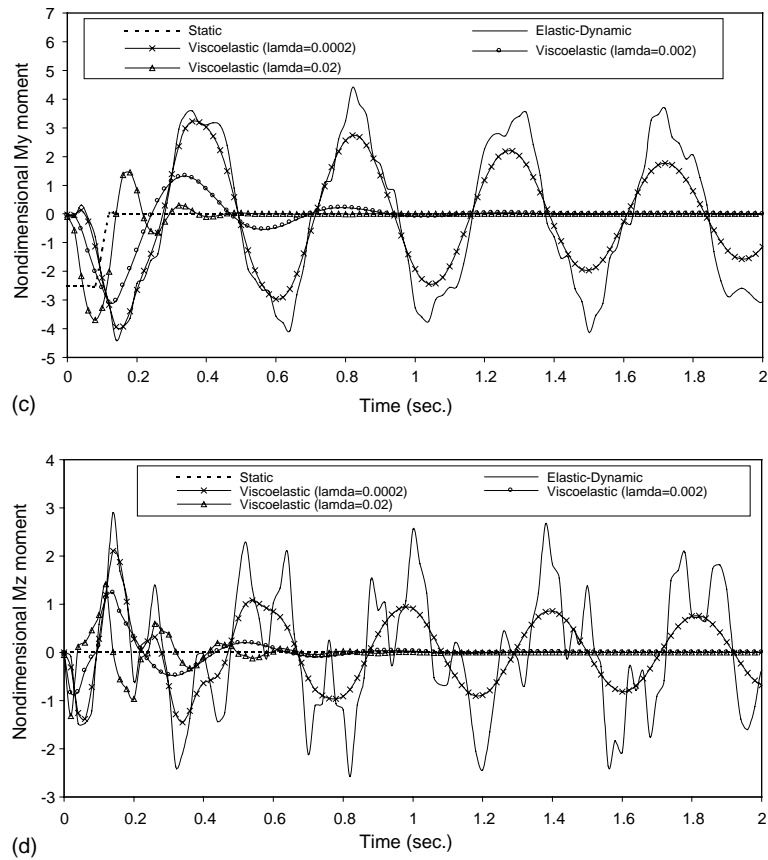 7
6
5
4
3
2
1
0
-1
-2
-3
-4
-5
Nondimensional My moment
Static
Elastic-Dynamic
Viscoelastic (lamda=0.0002)
Viscoelastic (lamda=0.002)
Viscoelastic (lamda=0.02)
0 0.2 0.4 0.6 0.8 1 1.2 1.4 1.6 1.8 2
Time (sec.)
(c)
4
3
2
1
0
-1
-2
-3
Nondimensional Mz moment
Static
Elastic-Dynamic
Viscoelastic (lamda=0.0002)
Viscoelastic (lamda=0.002)
Viscoelastic (lamda=0.02)
0 0.2 0.4 0.6 0.8 1 1.2 1.4 1.6 1.8 2
Time (sec.)
(d)